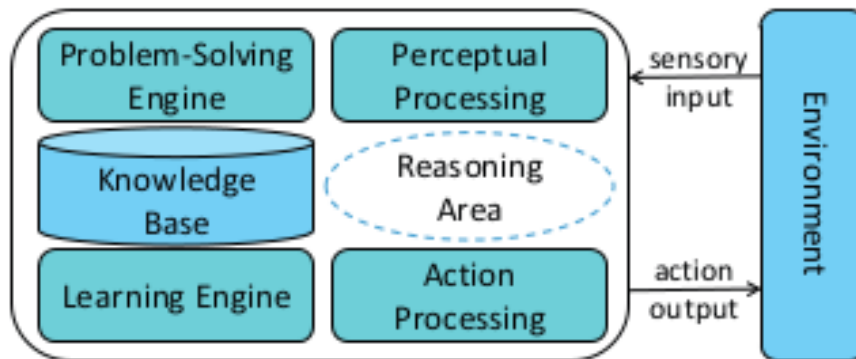 Problem-Solving
Engine
Perceptual
Processing
Knowledge
Base
Reasoning
Area
Learning Engine
Action
Processing
sensory
input
action
output
Environment